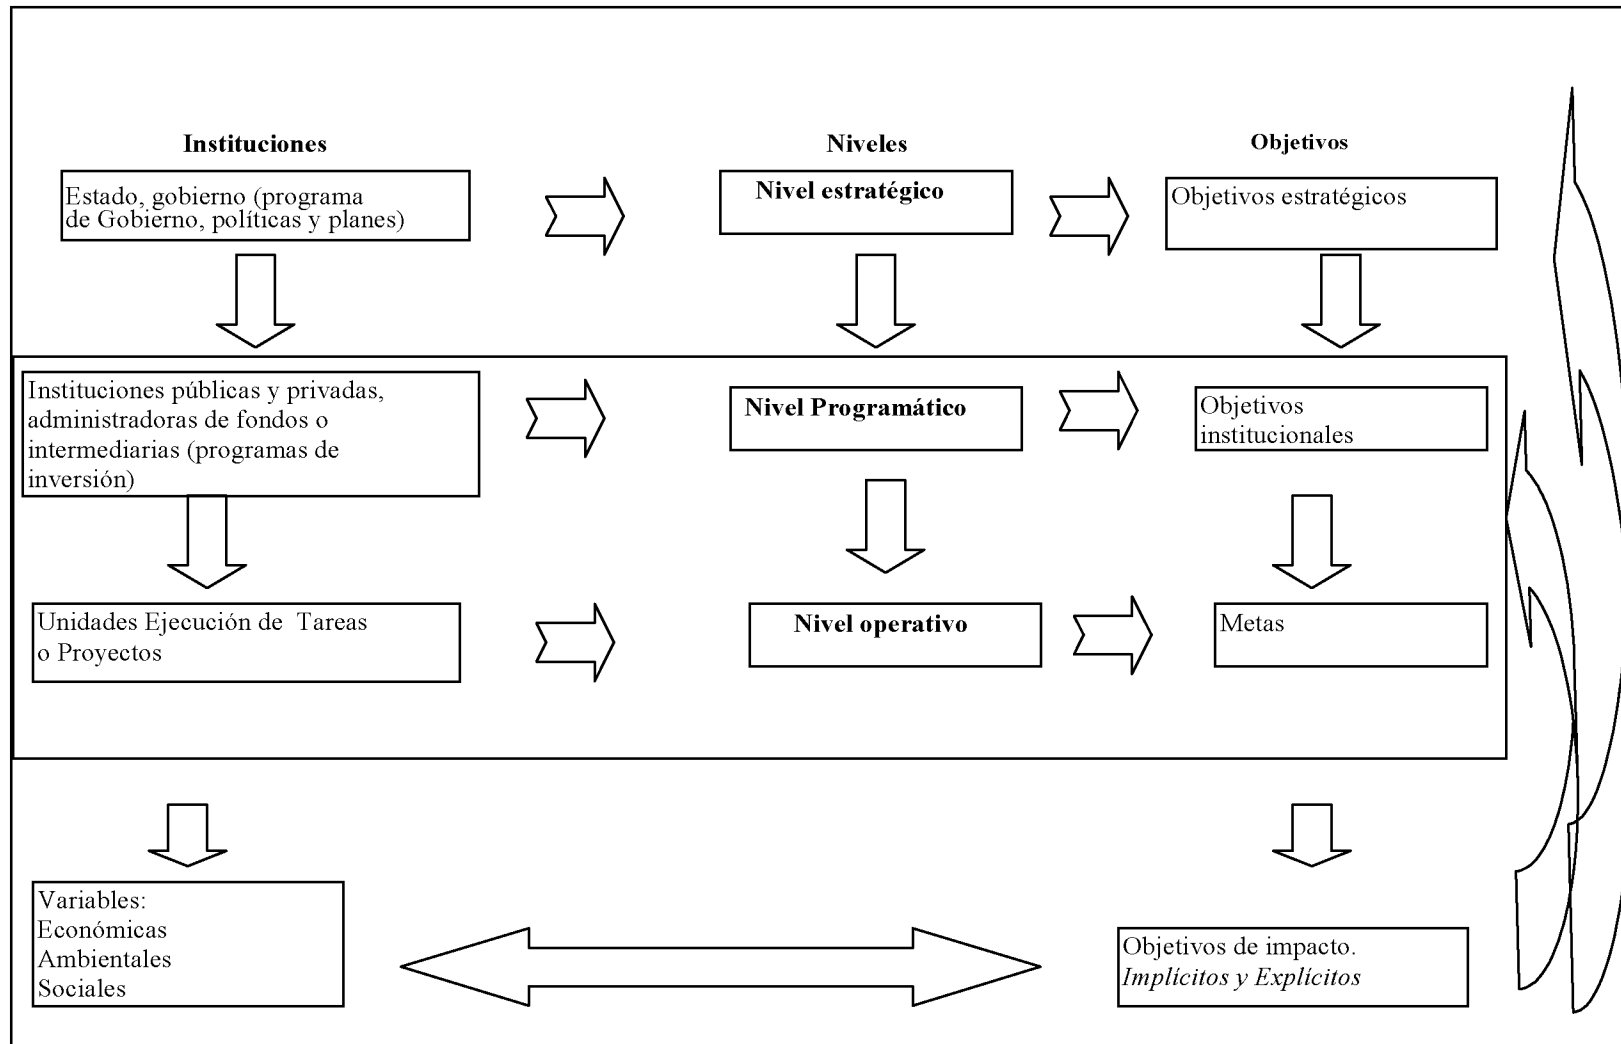 Instituciones
Niveles
Objetivos
Estado, gobierno (programa
de Gobierno, políticas y planes)
Nivel estratégico
Objetivos estratégicos
Instituciones públicas y privadas,
administradoras de fondos o
intermediarias (programas de
inversión)
Nivel Programático
Objetivos
institucionales
Unidades Ejecución de Tareas
o Proyectos
Nivel operativo
Metas
Variables:
Económicas
Ambientales
Sociales
Objetivos de impacto.
Implícitos y Explícitos